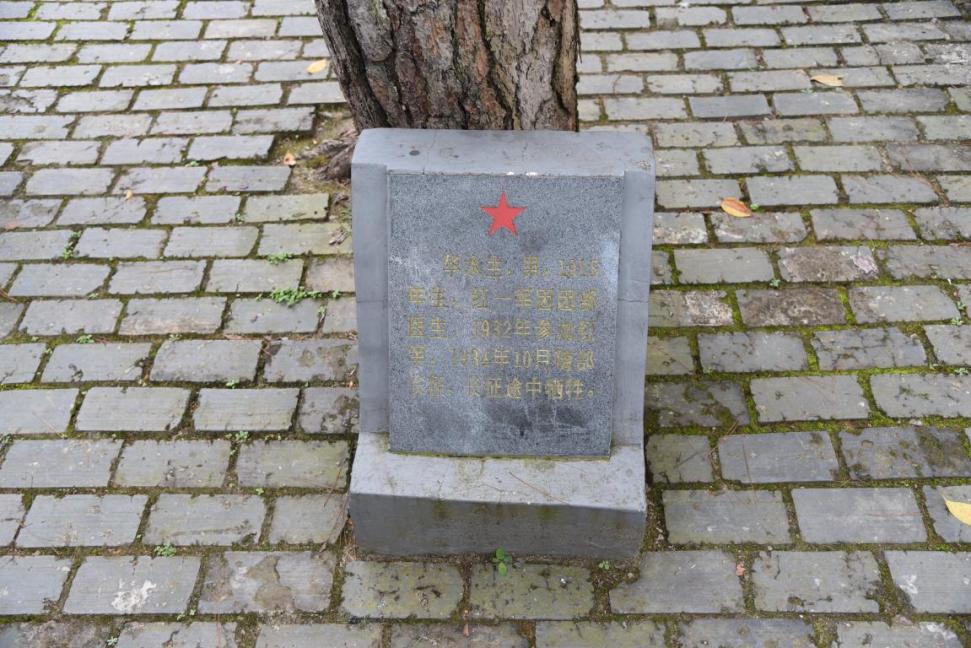 华木生，男，1915
年生，红一军团团部
医生，1932年参加红
军，1934年10月随部
长征，长征途中牺牲。